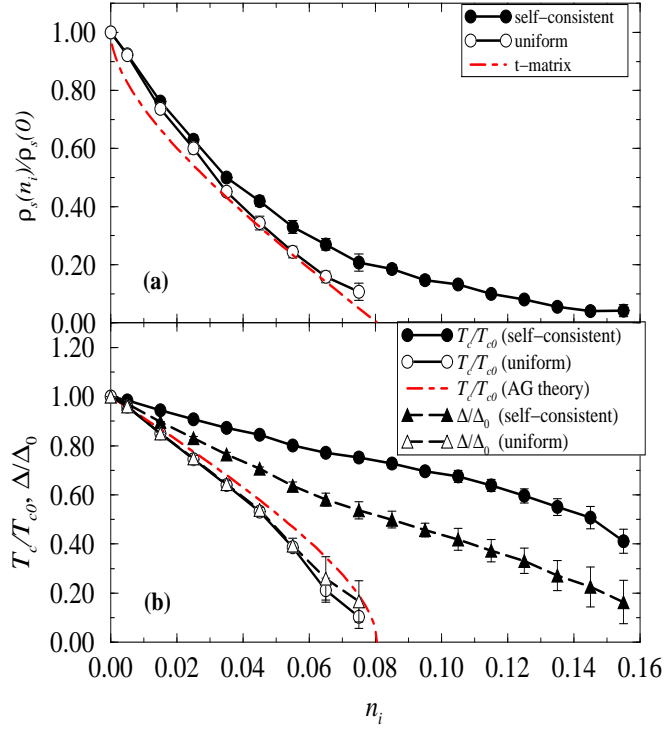 1.00
0.80
0.60
0.40
0.20
0.00
ρs(ni)/ρs(0)
self−consistent
uniform
t−matrix
(a)
1.20
1.00
0.80
0.60
0.40
0.20
0.00
Tc/Tc0, Δ/Δ0
Tc/Tc0 (self−consistent)
Tc/Tc0 (uniform)
Tc/Tc0 (AG theory)
Δ/Δ0 (self−consistent)
Δ/Δ0 (uniform)
(b)
0.00 0.02 0.04 0.06 0.08 0.10 0.12 0.14 0.16
ni